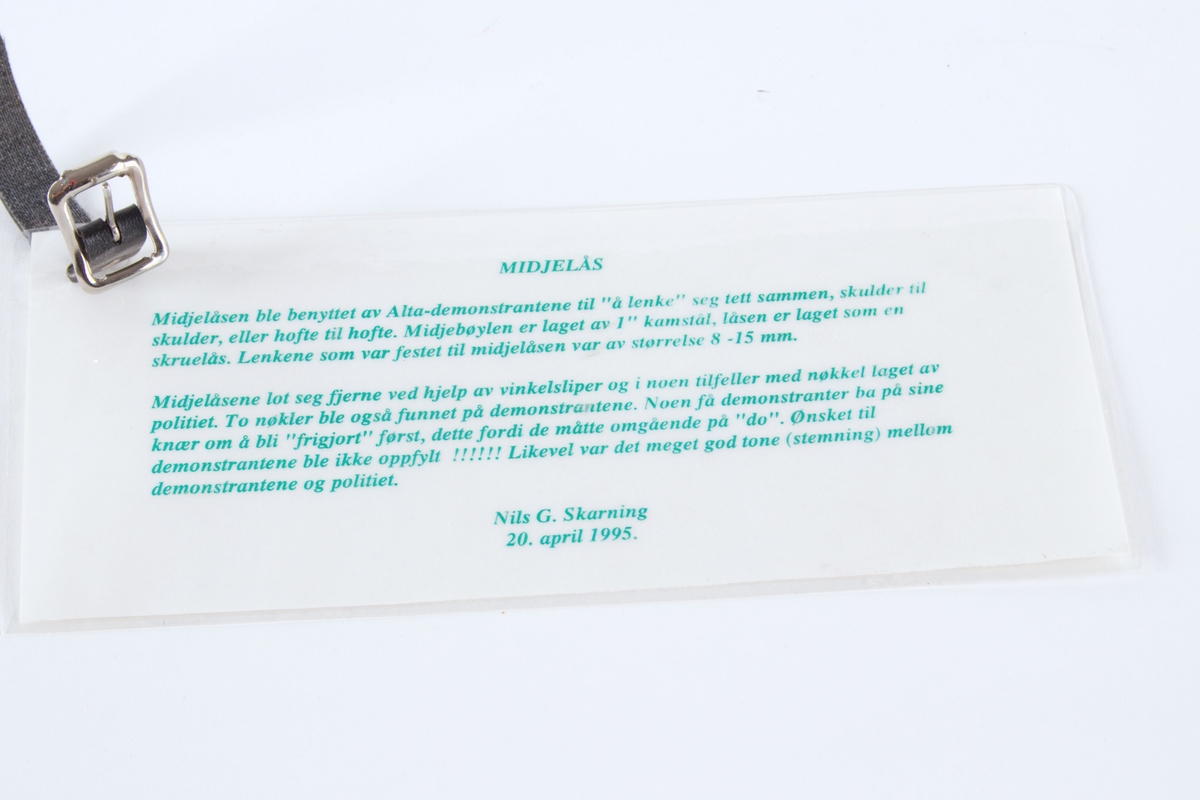 MIDJELÅS
Midjelåsen ble benyttet av Alta-demonstrantene til "å lenke" seg tett sammen, skulder til
skulder, eller hofte til hofte. Midjebøylen er laget av 1" kamstål, låsen er laget som en
skruelås. Lenkene som var festet til midjelåsen var av størrelse 8 -15 mm.
Midjelåsene lot seg fjerne ved hjelp av vinkelsliper og i noen tilfeller med nøkkel laget av
politiet. To nøkler ble også funnet på demonstrantene. Noen få demonstranter ba på sine
knær om å bli "frigjort" først, dette fordi de måtte omgående på "do". Ønsket til
demonstrantene ble ikke oppfylt !!!!!! Likevel var det meget god tone (stemning) mellom
demonstrantene og politiet.
Nils G. Skarning
20. april 1995.